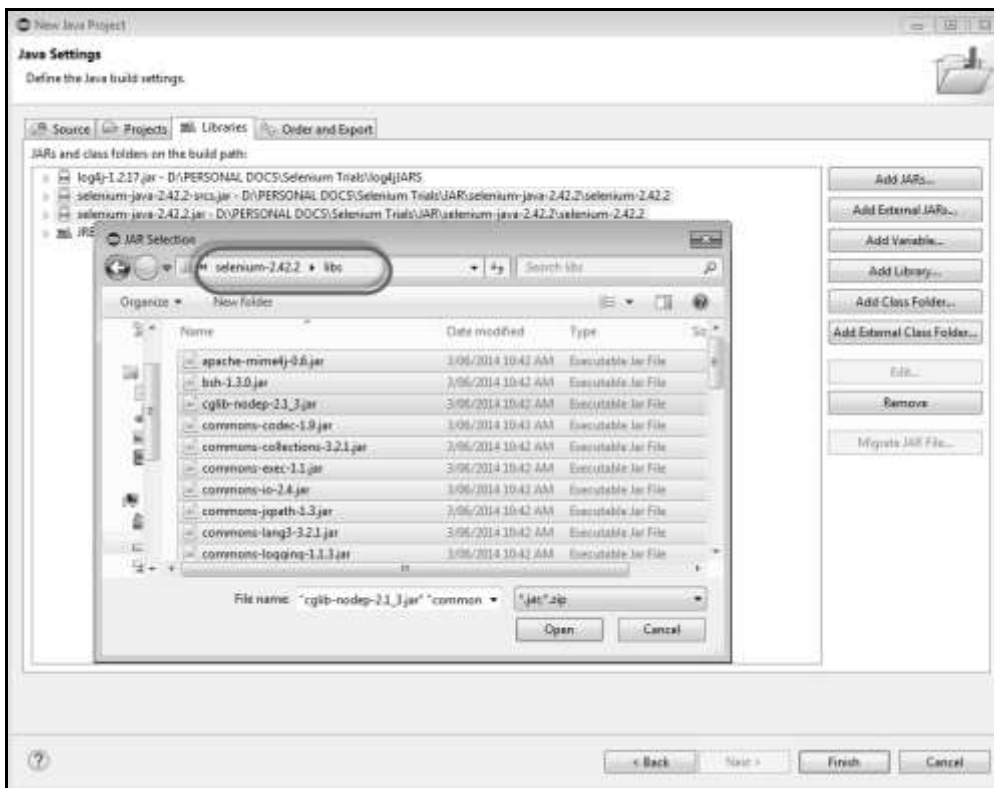 New Java Project
Java Settings
Define the Java build settings.
Source Projects Libraries Order and Export
JARs and class folders on the build path:
log4j-1.2.17.jar - D:\PERSONAL DOCS\Selenium Trials\log4jJARS
selenium-java-2.42.2-srcs.jar - D:\PERSONAL DOCS\Selenium Trials\JAR\selenium-java-2.42.2\selenium-2.42.2
selenium-java-2.42.2.jar - D:\PERSONAL DOCS\Selenium Trials\JAR\selenium-java-2.42.2\selenium-2.42.2
JRE
Add JARs...
Add External JARs...
Add Variable...
Add Library...
Add Class Folder...
Add External Class Folder...
Edit...
Remove
Migrate JAR File...
JAR Selection
selenium-2.42.2 libs
Search libs
Organize New folder
Name Date modified Type
apache-mime4j-0.6.jar 3/06/2014 10:42 AM Executable Jar File
bsh-1.3.0.jar 3/06/2014 10:42 AM Executable Jar File
cglib-nodep-2.1_3.jar 3/06/2014 10:42 AM Executable Jar File
commons-codec-1.9.jar 3/06/2014 10:42 AM Executable Jar File
commons-collections-3.2.1.jar 3/06/2014 10:42 AM Executable Jar File
commons-exec-1.1.jar 3/06/2014 10:42 AM Executable Jar File
commons-io-2.4.jar 3/06/2014 10:42 AM Executable Jar File
commons-jxpath-1.3.jar 3/06/2014 10:42 AM Executable Jar File
commons-lang3-3.2.1.jar 3/06/2014 10:42 AM Executable Jar File
commons-logging-1.1.3.jar 3/06/2014 10:42 AM Executable Jar File
File name: "cglib-nodep-2.1_3.jar" "common *.jar;*.zip
Open Cancel
< Back Next > Finish Cancel